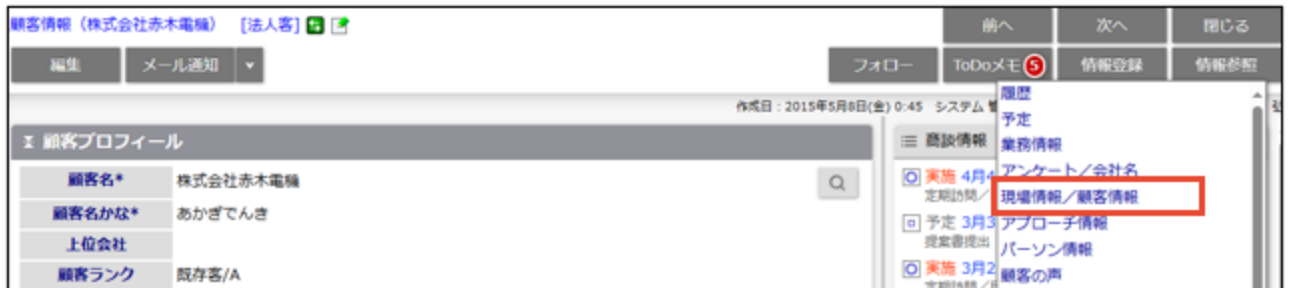 顧客情報（株式会社赤木電機） [法人客]
前へ 次へ 閉じる
編集 メール通知 フォロー ToDoメモ 5 情報登録 情報参照
作成日：2015年5月8日(金) 0:45 システム
顧客プロフィール
顧客名* 株式会社赤木電機
顧客名かな* あかぎでんき
上位会社
顧客ランク 既存客/A
商談情報
実施 4月4
定期訪問／
予定 3月3
提案書提出
実施 3月2
履歴
予定
業務情報
アンケート／会社名
現場情報／顧客情報
アプローチ情報
パーソン情報
顧客の声